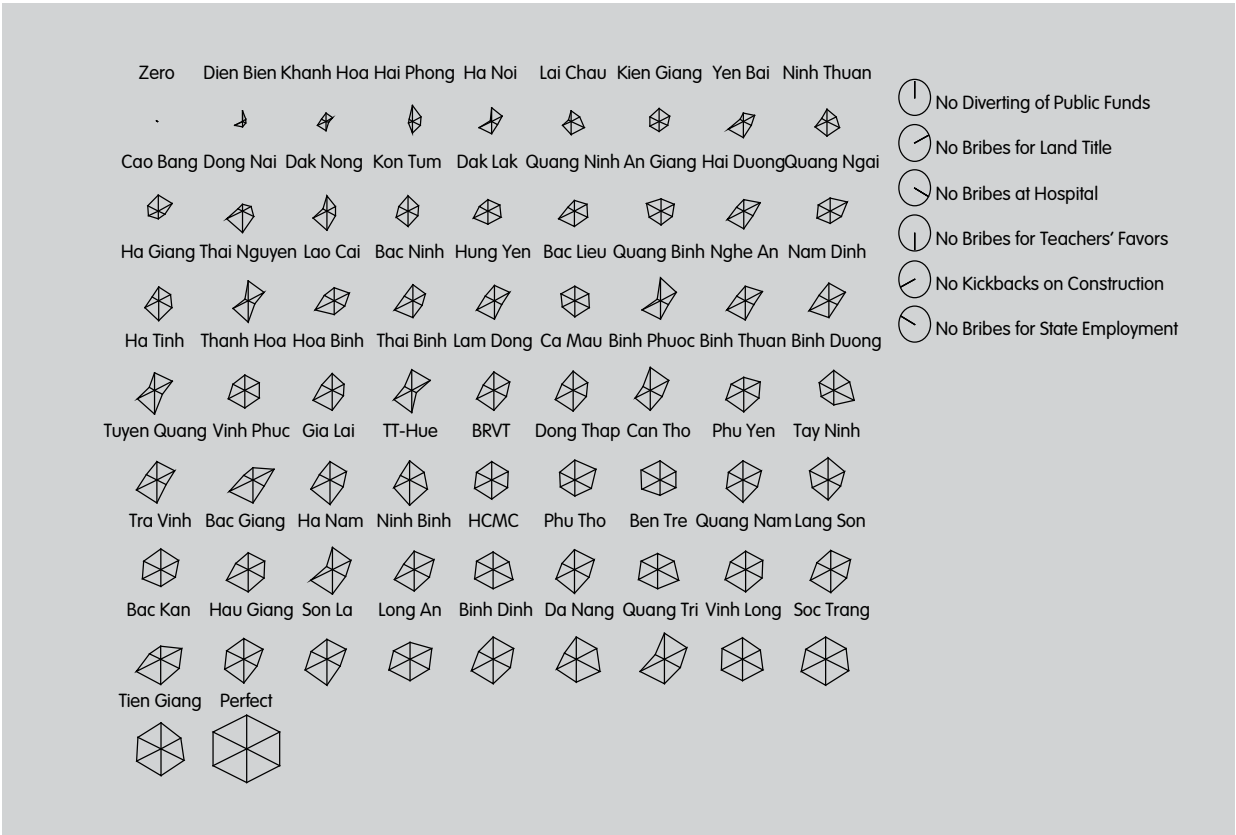 Zero Dien Bien Khanh Hoa Hai Phong Ha Noi Lai Chau Kien Giang Yen Bai Ninh Thuan
Cao Bang Dong Nai Dak Nong Kon Tum Dak Lak Quang Ninh An Giang Hai Duong Quang Ngai
Ha Giang Thai Nguyen Lao Cai Bac Ninh Hung Yen Bac Lieu Quang Binh Nghe An Nam Dinh
Ha Tinh Thanh Hoa Hoa Binh Thai Binh Lam Dong Ca Mau Binh Phuoc Binh Thuan Binh Duong
Tuyen Quang Vinh Phuc Gia Lai TT-Hue BRVT Dong Thap Can Tho Phu Yen Tay Ninh
Tra Vinh Bac Giang Ha Nam Ninh Binh HCMC Phu Tho Ben Tre Quang Nam Lang Son
Bac Kan Hau Giang Son La Long An Binh Dinh Da Nang Quang Tri Vinh Long Soc Trang
Tien Giang Perfect
No Diverting of Public Funds
No Bribes for Land Title
No Bribes at Hospital
No Bribes for Teachers’ Favors
No Kickbacks on Construction
No Bribes for State Employment